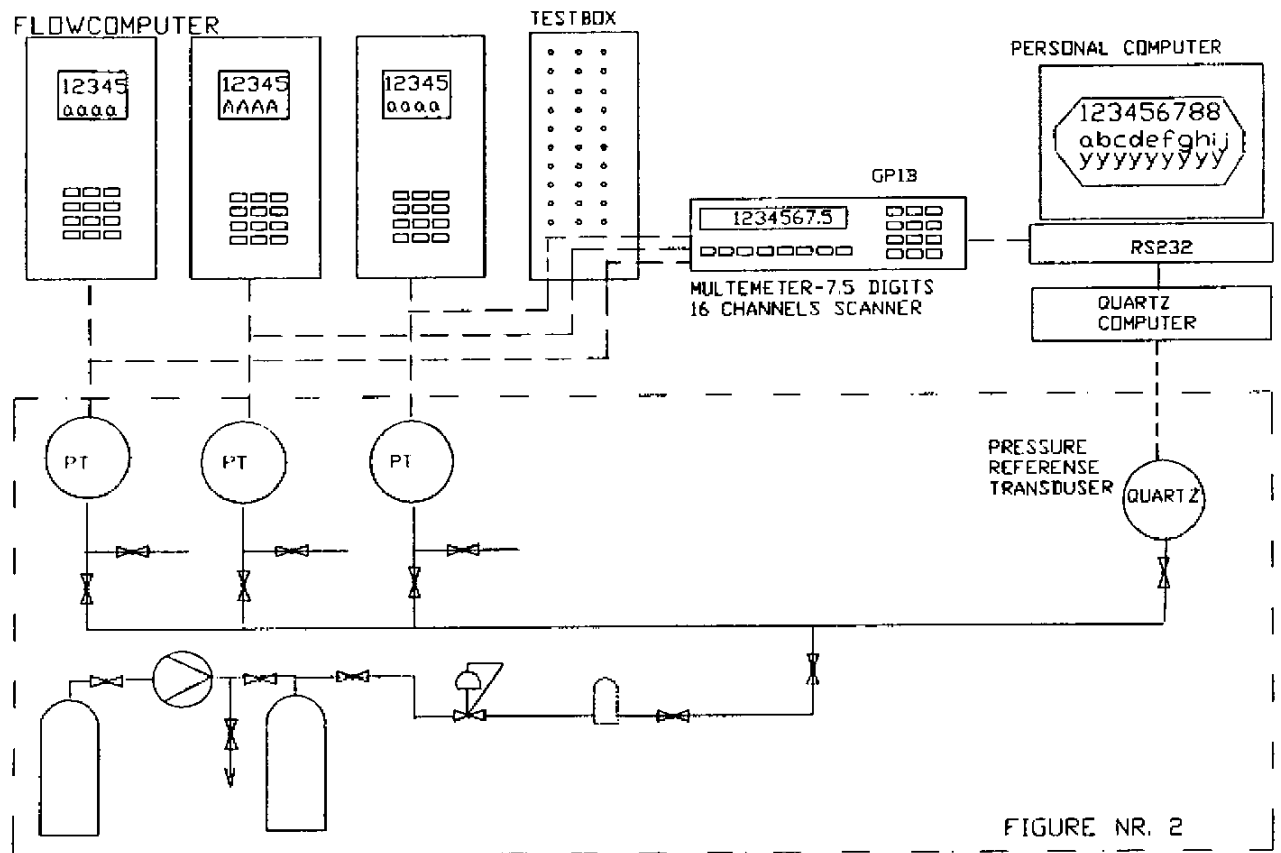 FLOWCOMPUTER
TESTBOX
PERSONAL COMPUTER
12345
aaaa
12345
AAAA
12345
aaaa
123456788
abcdefghij
yyyyyyyyy
GPIB
1234567.5
RS232
MULTEMETER-7.5 DIGITS
16 CHANNELS SCANNER
QUARTZ
COMPUTER
PT
PT
PT
PRESSURE
REFERENSE
TRANSDUSER
QUARTZ
FIGURE NR. 2